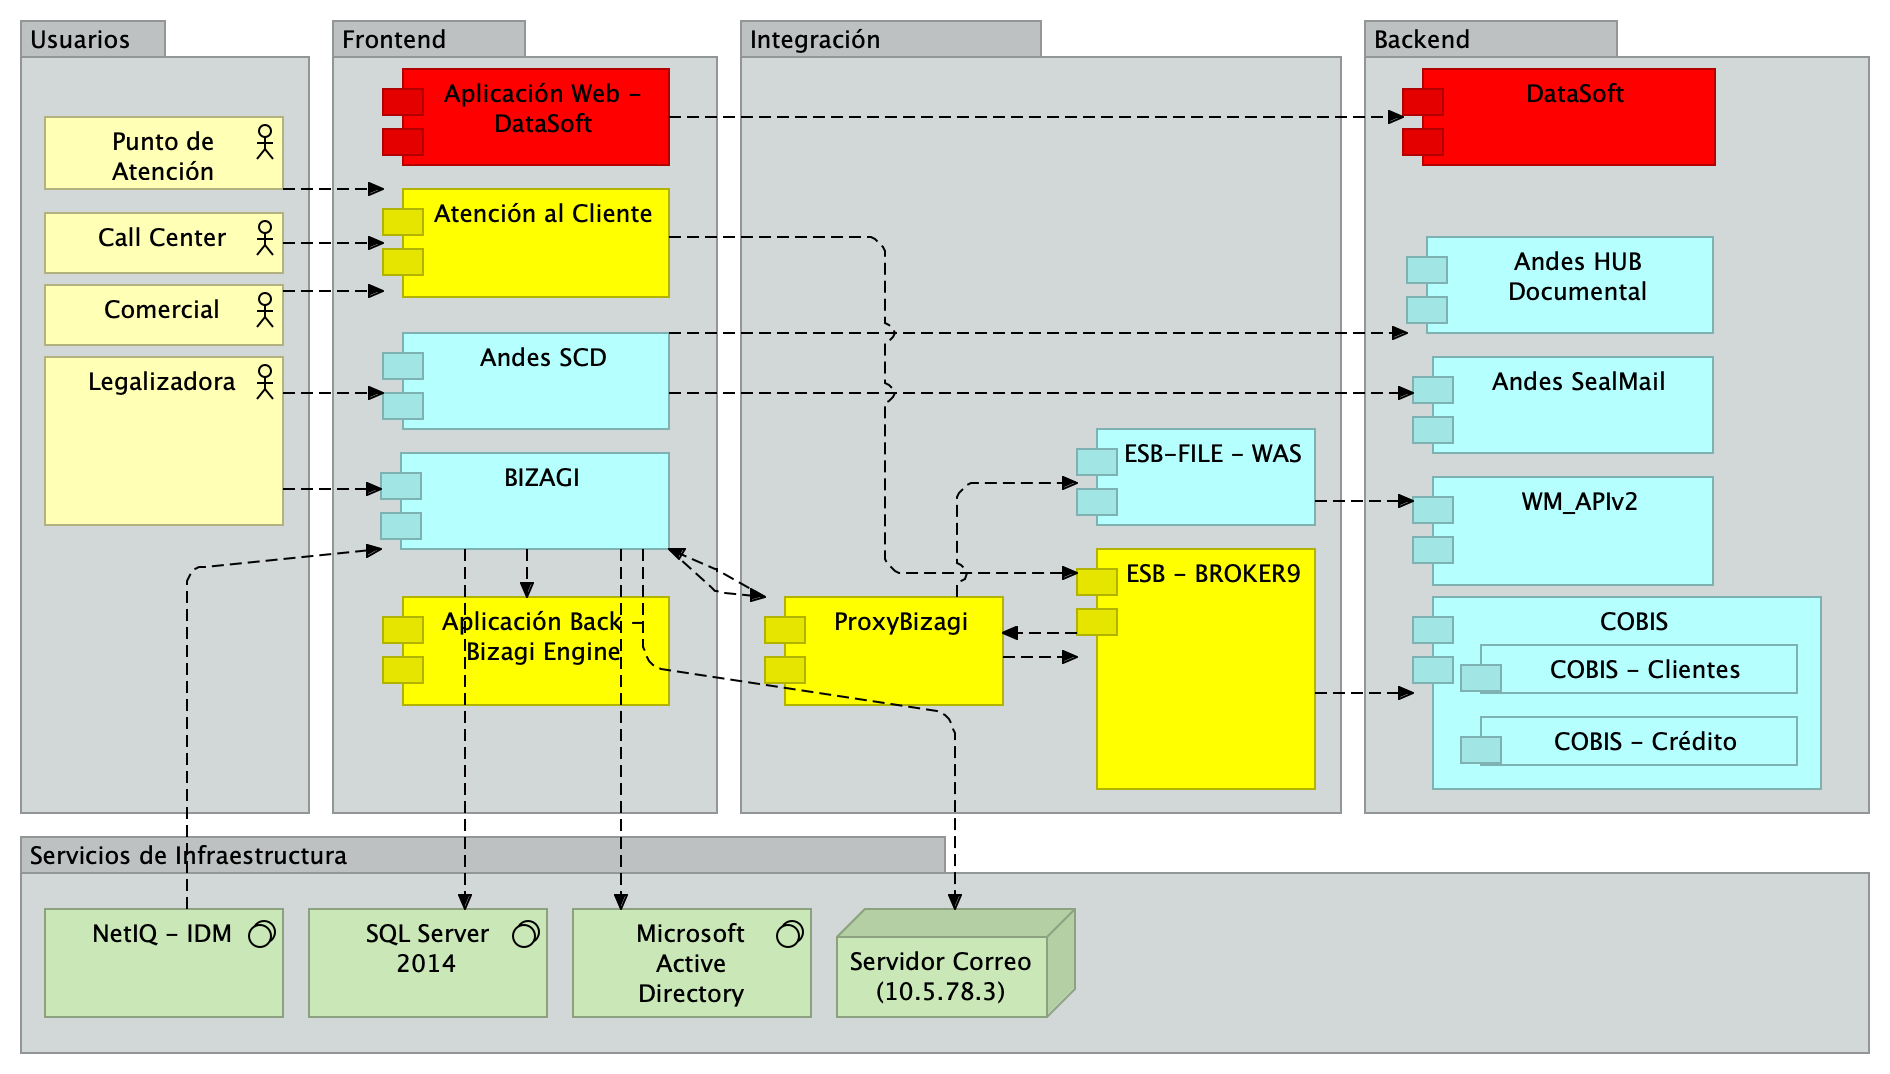 Usuarios
Punto de
Atención
Call Center
Comercial
Legalizadora
Frontend
Aplicación Web –
DataSoft
Atención al Cliente
Andes SCD
BIZAGI
Aplicación Back –
Bizagi Engine
Integración
ESB-FILE – WAS
ESB – BROKER9
ProxyBizagi
Backend
DataSoft
Andes HUB
Documental
Andes SealMail
WM_APIv2
COBIS
COBIS – Clientes
COBIS – Crédito
Servicios de Infraestructura
NetIQ – IDM
SQL Server
2014
Microsoft
Active
Directory
Servidor Correo
(10.5.78.3)